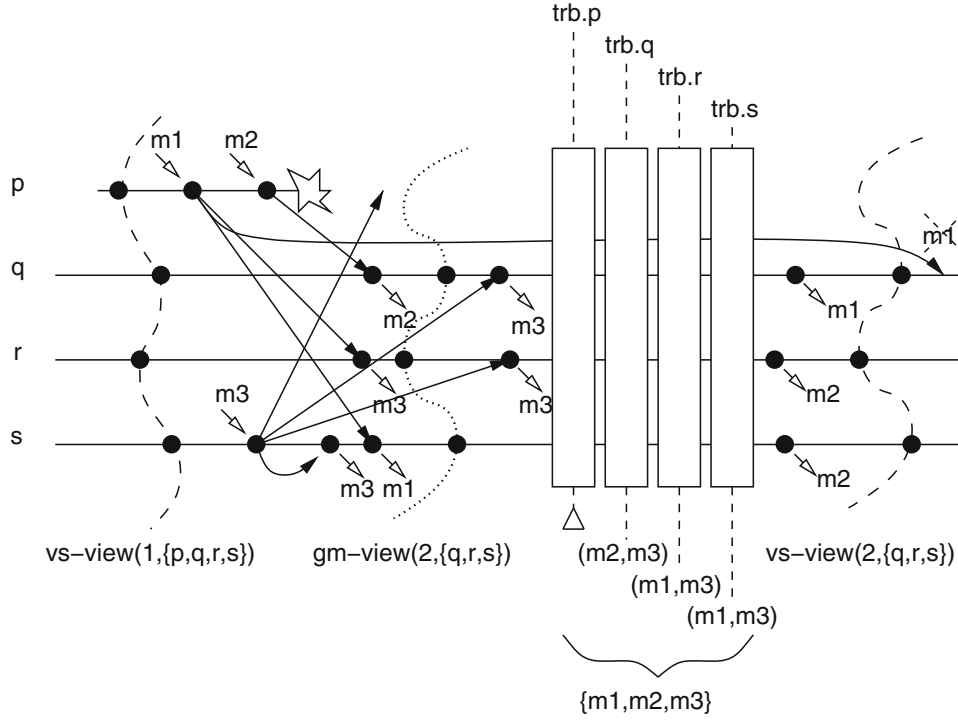 trb.p
trb.q
trb.r
trb.s
m1
m2
p
m1
q
m2
m3
m1
r
m3
m3
m2
m3
s
m3
m1
m2
vs–view(1,{p,q,r,s})
gm–view(2,{q,r,s})
(m2,m3)
vs–view(2,{q,r,s})
(m1,m3)
(m1,m3)
{m1,m2,m3}